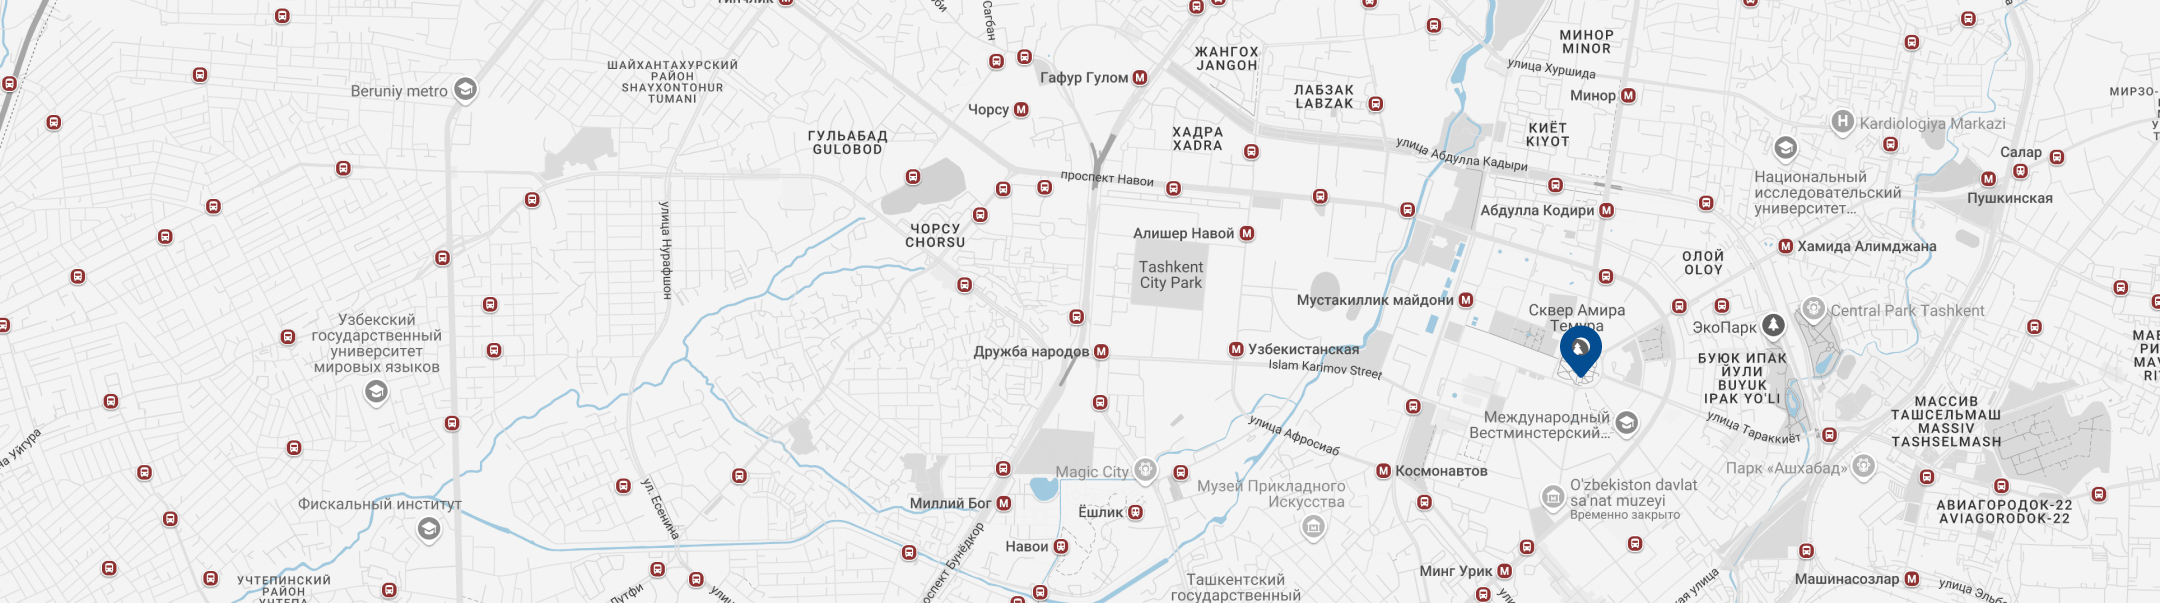 Сагбан
ЖАНГОХ
JANGOH
МИНОР
MINOR
улица Хуршида
ШАЙХАНТАХУРСКИЙ
РАЙОН
SHAYXONTOHUR
TUMANI
Beruniy metro
Гафур Гулом
ЛАБЗАК
LABZAK
Минор
Чорсу
Kardiologiya Markazi
ГУЛЬАБАД
GULOBOD
ХАДРА
XADRA
КИЁТ
KIYOT
улица Абдулла Кадыри
Салар
проспект Навои
Национальный
исследовательский
университет...
Пушкинская
Абдулла Кодири
улица Нурафшон
ЧОРСУ
CHORSU
Алишер Навой
Хамида Алимджана
ОЛОЙ
OLOY
Tashkent
City Park
Мустакиллик майдони
Сквер Амира
Темура
Central Park Tashkent
ЭкоПарк
Узбекский
государственный
университет
мировых языков
Дружба народов
Узбекистанская
Islam Karimov Street
БУЮК ИПАК
ЙУЛИ
BUYUK
IPAK YO'LI
МАССИВ
ТАШСЕЛЬМАШ
MASSIV
TASHSELMASH
Международный
Вестминстерский...
улица Тараккиёт
улица Афросиаб
Magic City
Космонавтов
Парк «Ашхабад»
Музей Прикладного
Искусства
O'zbekiston davlat
sa'nat muzeyi
Временно закрыто
Фискальный институт
ул. Есенина
Миллий Бог
Ёшлик
АВИАГОРОДОК-22
AVIAGORODOK-22
Навои
УЧТЕПИНСКИЙ
РАЙОН
Минг Урик
Машинасозлар
Ташкентский
государственный